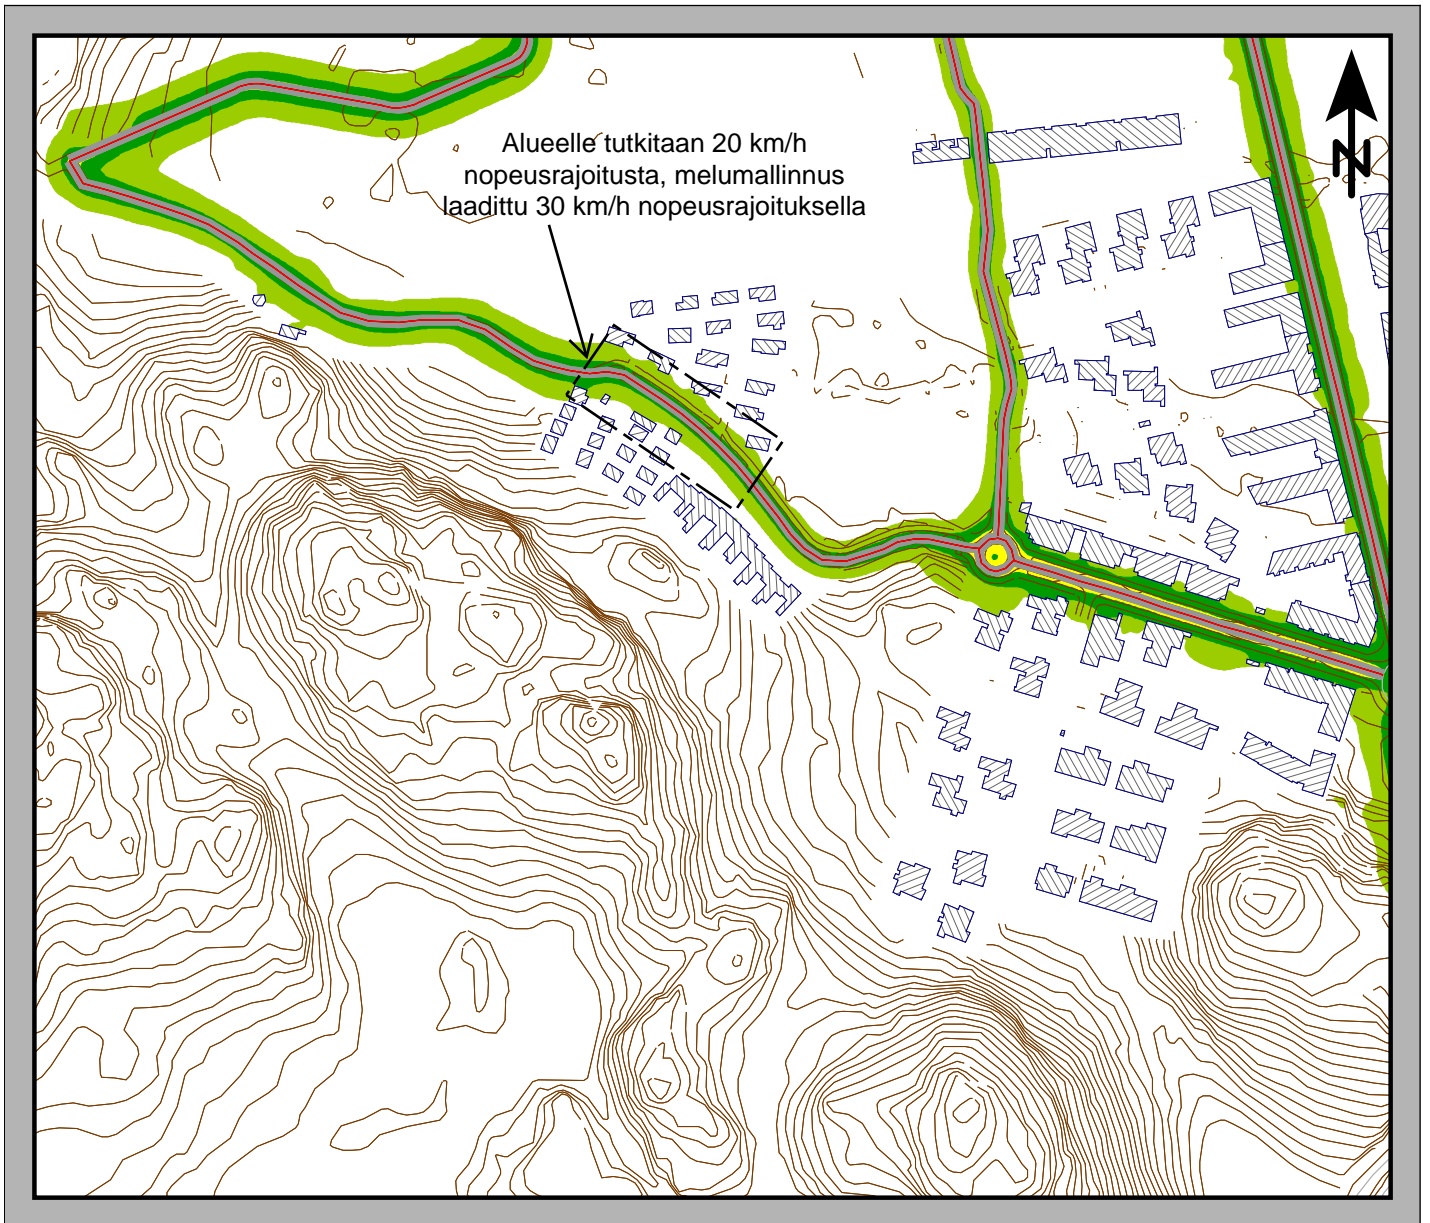 Alueelle tutkitaan 20 km/h
nopeusrajoitusta, melumallinnus
laadittu 30 km/h nopeusrajoituksella
N